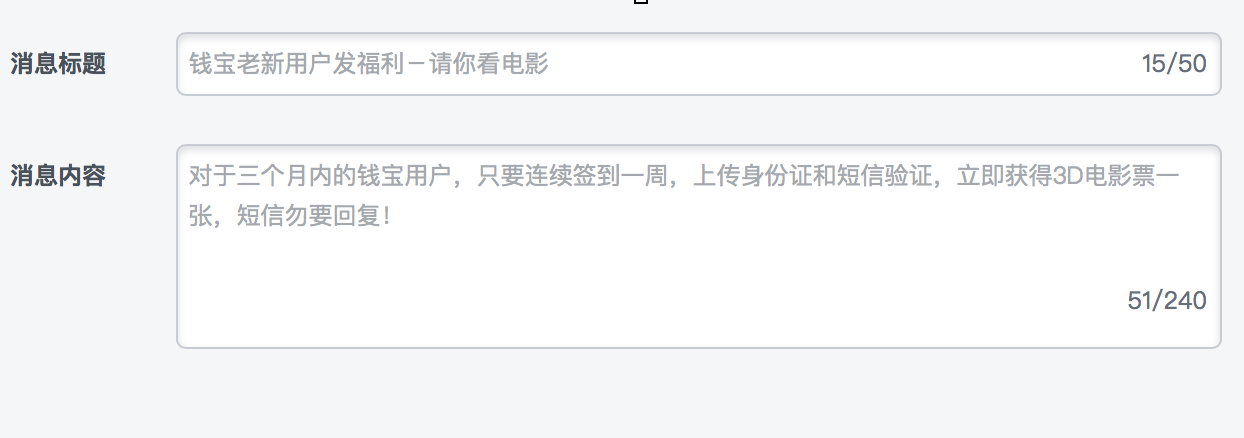 消息标题
钱宝老新用户发福利－请你看电影
15/50
消息内容
对于三个月内的钱宝用户，只要连续签到一周，上传身份证和短信验证，立即获得3D电影票一
张，短信勿要回复！
51/240